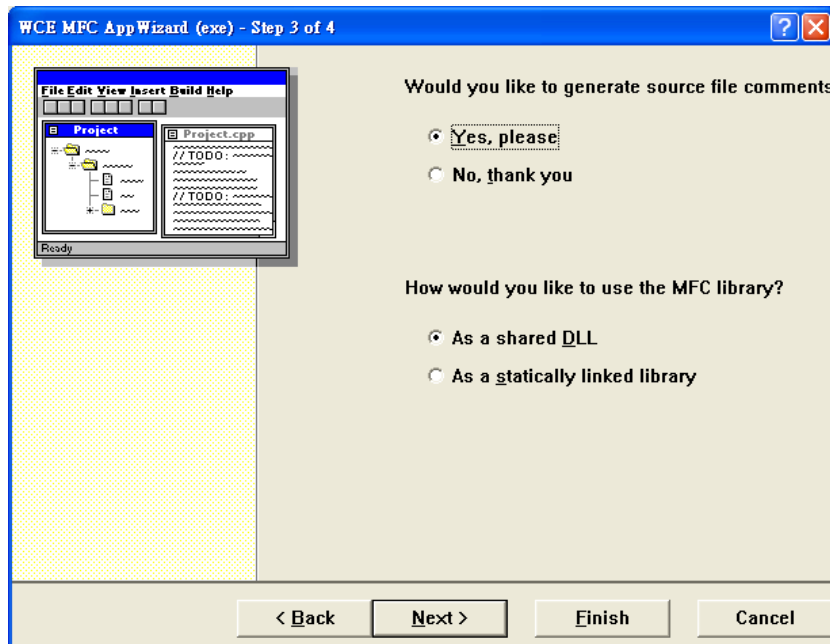 WCE MFC AppWizard (exe) - Step 3 of 4
File Edit View Insert Build Help
Project
Project.cpp
// TODO:
// TODO:
Ready
Would you like to generate source file comments
Yes, please
No, thank you
How would you like to use the MFC library?
As a shared DLL
As a statically linked library
< Back
Next >
Finish
Cancel